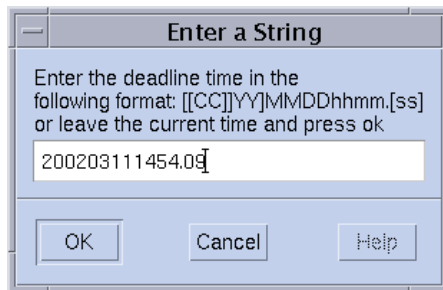 Enter a String
Enter the deadline time in the
following format: [[CC]]YY]MMDDhhmm.[ss]
or leave the current time and press ok
200203111454.09
OK
Cancel
Help